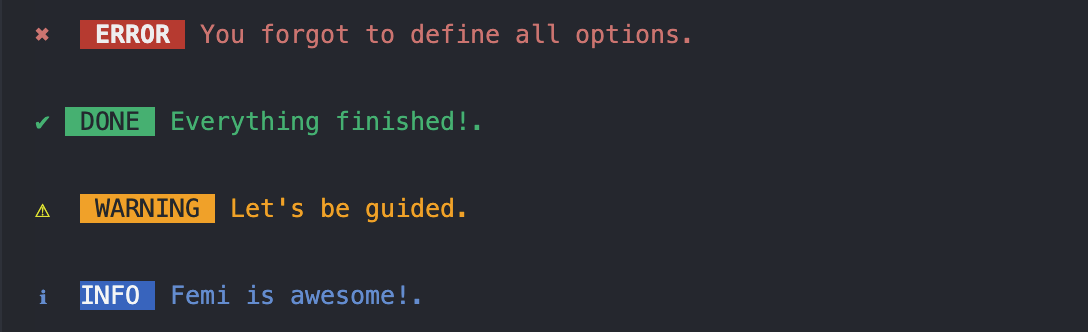 ✖ ERROR You forgot to define all options.
✔ DONE Everything finished!.
⚠ WARNING Let's be guided.
ℹ INFO Femi is awesome!.